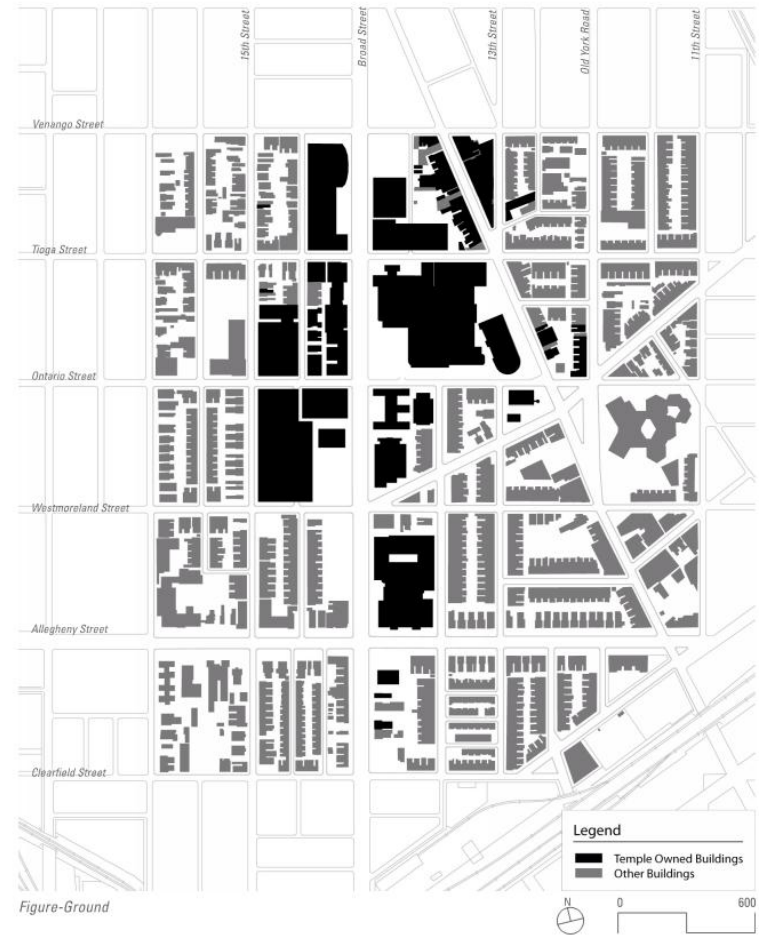 15th Street
Broad Street
13th Street
Old York Road
11th Street
Venango Street
Tioga Street
Ontario Street
Westmoreland Street
Allegheny Street
Clearfield Street
Legend
Temple Owned Buildings
Other Buildings
Figure-Ground
N
0 600